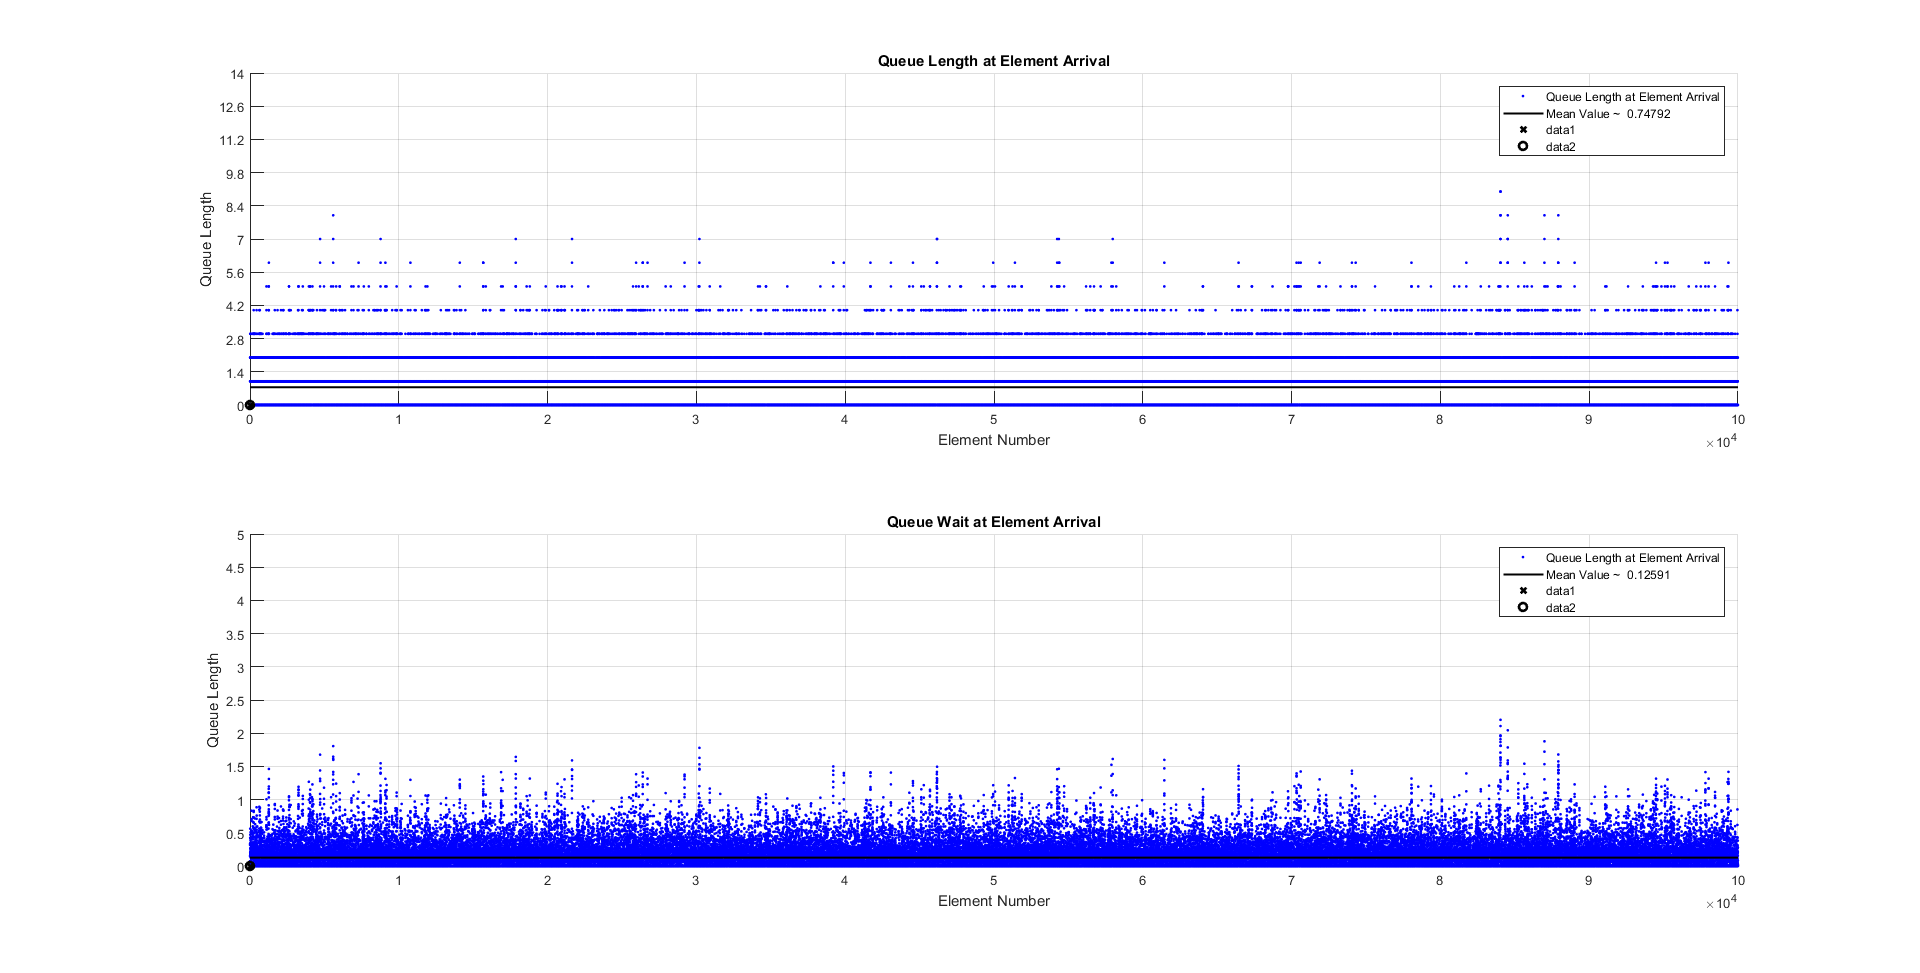 Queue Length at Element Arrival
14
12.6
11.2
9.8
8.4
7
5.6
4.2
2.8
1.4
0
Queue Length
Queue Length at Element Arrival
Mean Value ~ 0.74792
data1
data2
0 1 2 3 4 5 6 7 8 9 10
Element Number
×10^4
Queue Wait at Element Arrival
5
4.5
4
3.5
3
2.5
2
1.5
1
0.5
0
Queue Length
Queue Length at Element Arrival
Mean Value ~ 0.12591
data1
data2
0 1 2 3 4 5 6 7 8 9 10
Element Number
×10^4